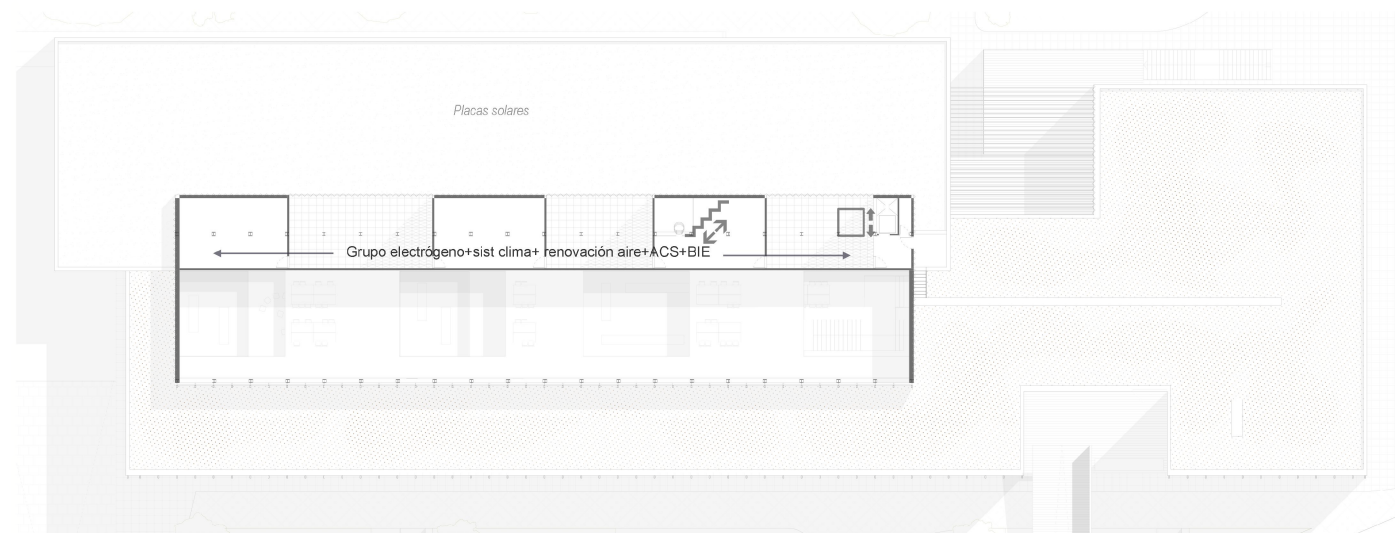 Placas solares
Grupo electrógeno+sist clima+ renovación aire+ACS+BIE